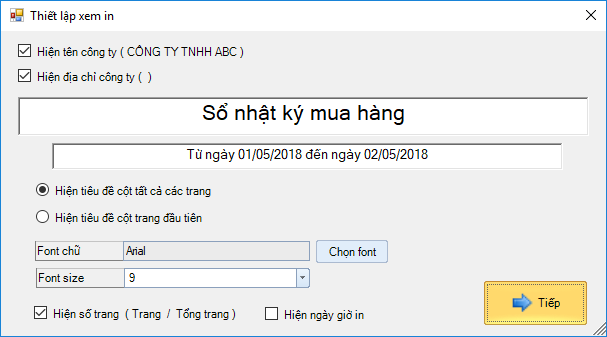 Thiết lập xem in
Hiện tên công ty ( CÔNG TY TNHH ABC )
Hiện địa chỉ công ty ( )
Sổ nhật ký mua hàng
Từ ngày 01/05/2018 đến ngày 02/05/2018
Hiện tiêu đề cột tất cả các trang
Hiện tiêu đề cột trang đầu tiên
Font chữ Arial Chọn font
Font size 9
Tiếp
Hiện số trang ( Trang / Tổng trang ) Hiện ngày giờ in